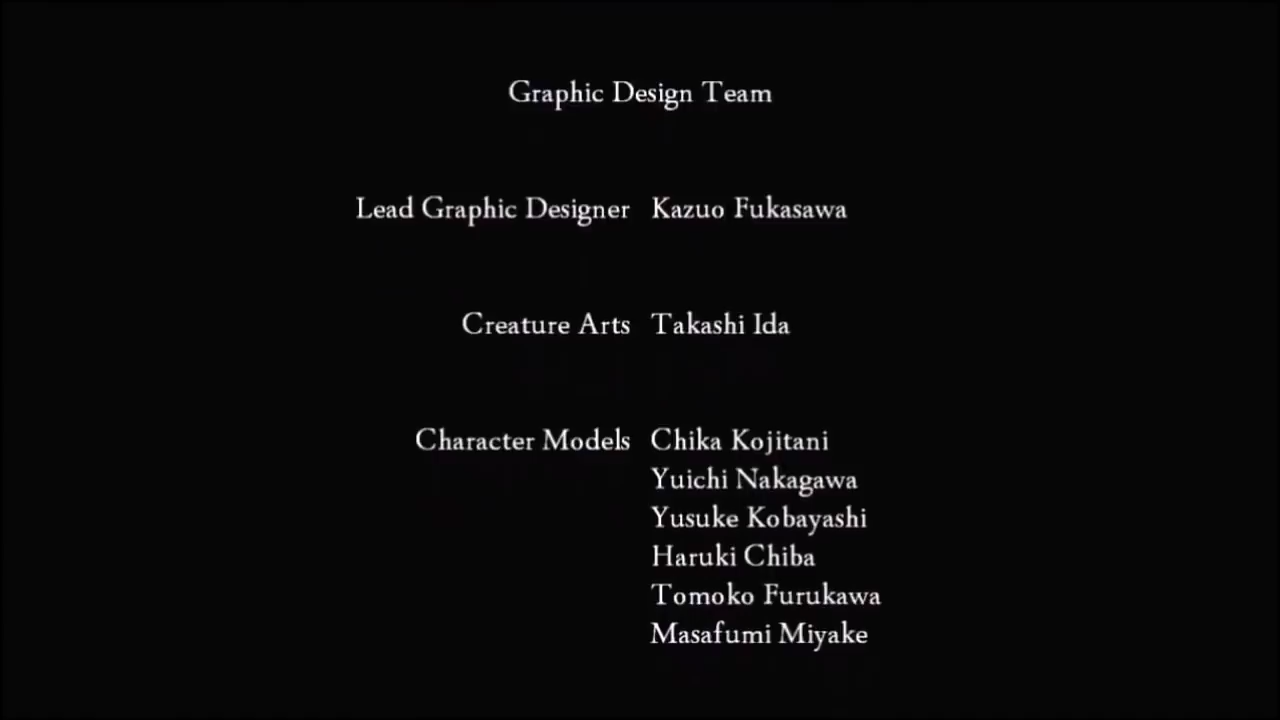 Graphic Design Team
Lead Graphic Designer Kazuo Fukasawa
Creature Arts Takashi Ida
Character Models Chika Kojitani
Yuichi Nakagawa
Yusuke Kobayashi
Haruki Chiba
Tomoko Furukawa
Masafumi Miyake